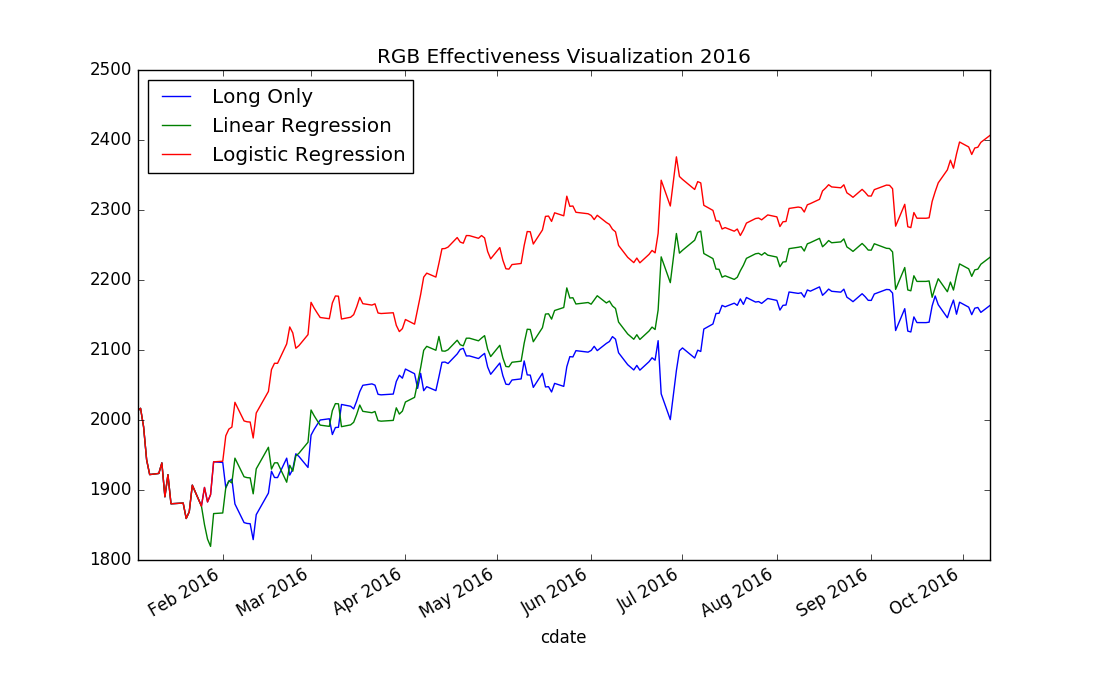 RGB Effectiveness Visualization 2016
2500
2400
2300
2200
2100
2000
1900
1800
Long Only
Linear Regression
Logistic Regression
Feb 2016
Mar 2016
Apr 2016
May 2016
Jun 2016
Jul 2016
Aug 2016
Sep 2016
Oct 2016
cdate